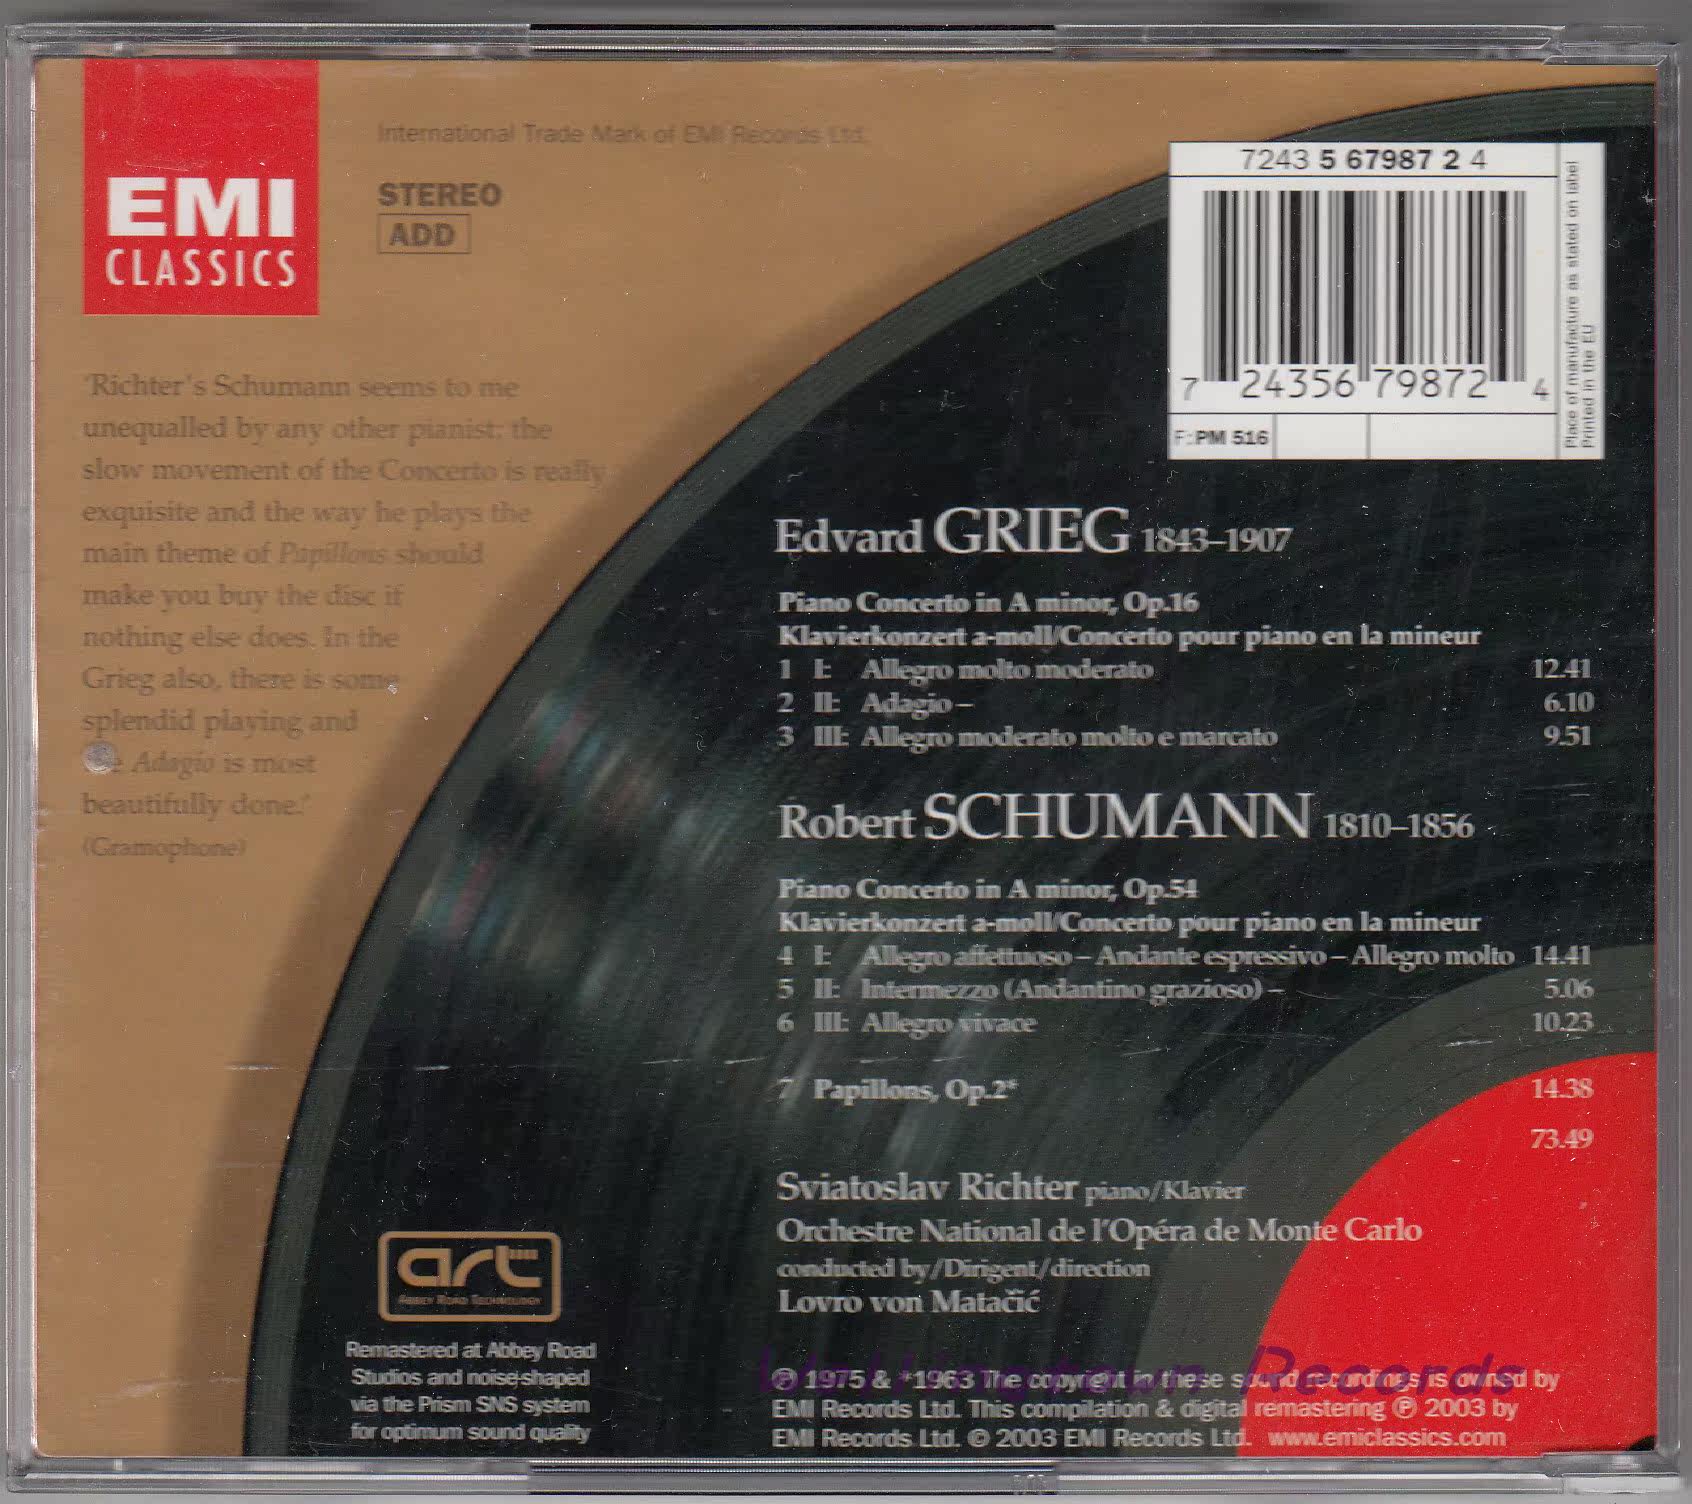 EMI
CLASSICS
International Trade Mark of EMI Records Ltd.
STEREO
ADD
7243 5 67987 2 4
7 24356 79872 4
F: PM 516
Place of manufacture as stated on label
Printed in the EU
'Richter's Schumann seems to me
unequalled by any other pianist: the
slow movement of the Concerto is really
exquisite and the way he plays the
main theme of Papillons should
make you buy the disc if
nothing else does. In the
Grieg also, there is some
splendid playing and
Adagio is most
beautifully done.'
(Gramophone)
Edvard GRIEG 1843–1907
Piano Concerto in A minor, Op.16
Klavierkonzert a-moll/Concerto pour piano en la mineur
1 I: Allegro molto moderato 12.41
2 II: Adagio – 6.10
3 III: Allegro moderato molto e marcato 9.51
Robert SCHUMANN 1810–1856
Piano Concerto in A minor, Op.54
Klavierkonzert a-moll/Concerto pour piano en la mineur
4 I: Allegro affettuoso – Andante espressivo – Allegro molto 14.41
5 II: Intermezzo (Andantino grazioso) – 5.06
6 III: Allegro vivace 10.23
7 Papillons, Op.2* 14.38
73.49
Sviatoslav Richter piano/Klavier
Orchestre National de l'Opéra de Monte Carlo
conducted by/Dirigent/direction
Lovro von Matačić
art
ABBEY ROAD TECHNOLOGY
Remastered at Abbey Road
Studios and noise-shaped
via the Prism SNS system
for optimum sound quality
Wallingtown Records
℗ 1975 & *1963 The copyright in these sound recordings is owned by
EMI Records Ltd. This compilation & digital remastering ℗ 2003 by
EMI Records Ltd. © 2003 EMI Records Ltd. www.emiclassics.com